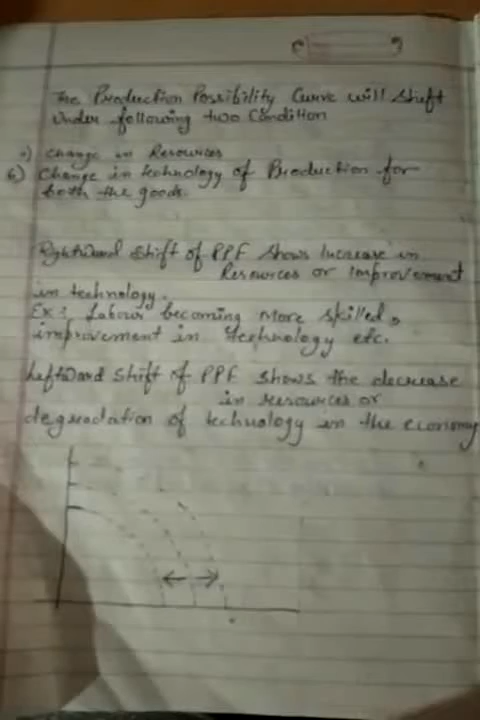 The Production Possibility Curve will shift
under following two Condition
a) Change in Resources
b) Change in technology of Production for
both the goods.
Rightward shift of PPF shows Increase in
Resources or improvement
in technology.
Ex: Labour becoming more skilled,
improvement in technology etc.
Leftward shift of PPF shows the decrease
in resources or
degradation of technology in the economy